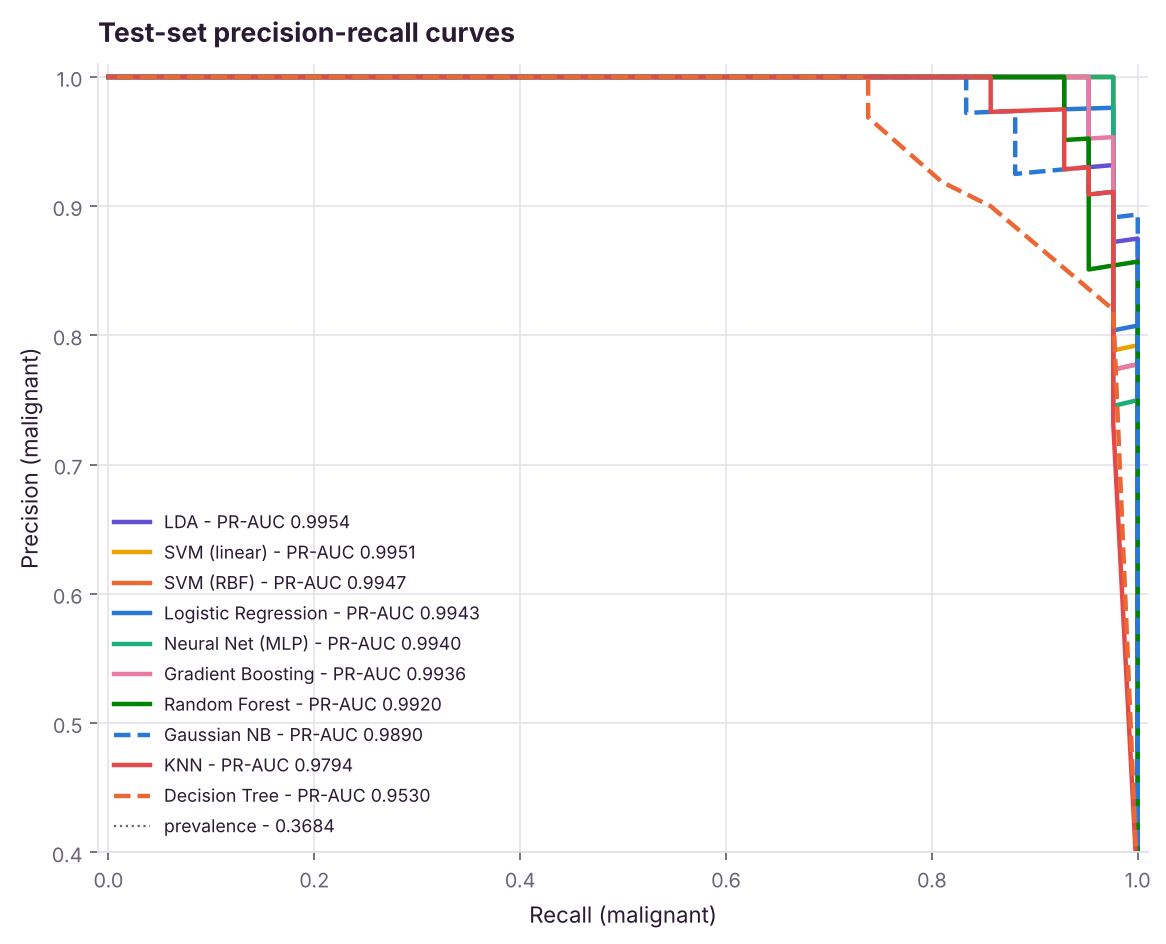 Test-set precision-recall curves
1.0
0.9
0.8
0.7
0.6
0.5
0.4
Precision (malignant)
LDA - PR-AUC 0.9954
SVM (linear) - PR-AUC 0.9951
SVM (RBF) - PR-AUC 0.9947
Logistic Regression - PR-AUC 0.9943
Neural Net (MLP) - PR-AUC 0.9940
Gradient Boosting - PR-AUC 0.9936
Random Forest - PR-AUC 0.9920
Gaussian NB - PR-AUC 0.9890
KNN - PR-AUC 0.9794
Decision Tree - PR-AUC 0.9530
prevalence - 0.3684
0.0 0.2 0.4 0.6 0.8 1.0
Recall (malignant)